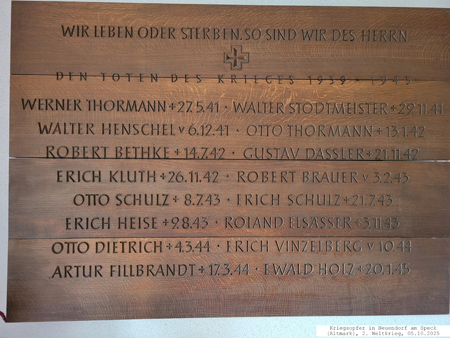 WIR LEBEN ODER STERBEN, SO SIND WIR DES HERRN
DEN TOTEN DES KRIEGES 1939 - 1945
WERNER THORMANN + 27.5.41 · WALTER STODTMEISTER + 29.11.41
WALTER HENSCHEL v 6.12.41 · OTTO THORMANN + 13.1.42
ROBERT BETHKE + 14.7.42 · GUSTAV DASSLER + 21.11.42
ERICH KLUTH + 26.11.42 · ROBERT BRAUER v 3.2.43
OTTO SCHULZ + 8.7.43 · ERICH SCHULZ + 21.7.43
ERICH HEISE + 9.8.43 · ROLAND ELSÄSSER + 3.11.43
OTTO DIETRICH + 4.3.44 · ERICH VINZELBERG v 10.44
ARTUR FILLBRANDT + 17.3.44 · EWALD HOLZ + 20.1.45
Kriegsopfer in Neuendorf am Speck
(Altmark), 2. Weltkrieg, 05.10.2025